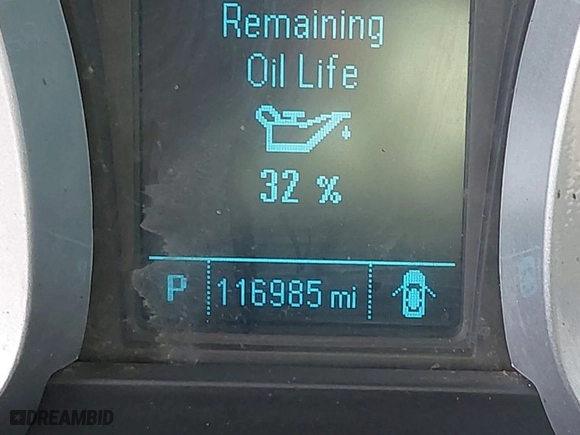 Remaining
Oil Life
32 %
P 116985 mi
DREAMBID